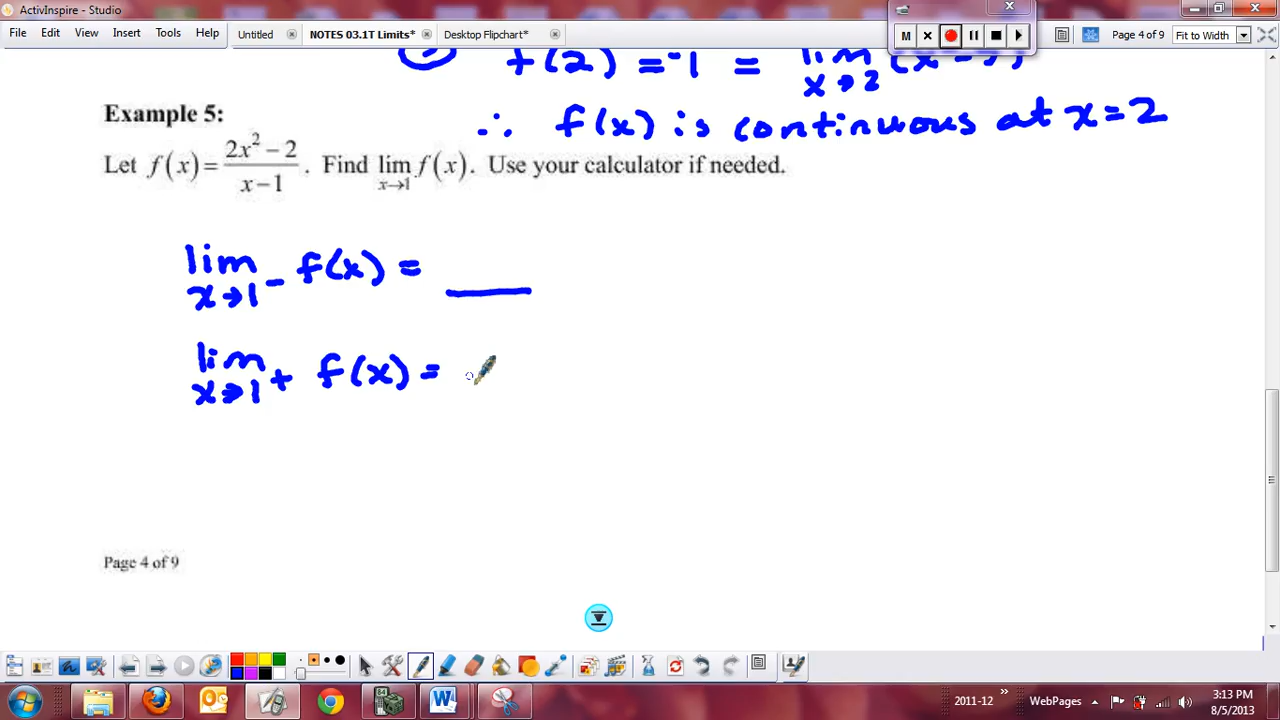 ActivInspire - Studio
File Edit View Insert Tools Help Untitled NOTES 03.1T Limits* Desktop Flipchart* M Page 4 of 9 Fit to Width
f(2) = -1 = lim x→2
Example 5:
∴ f(x) is continuous at x=2
Let f(x) = (2x² − 2)/(x − 1). Find lim x→1 f(x). Use your calculator if needed.
lim x→1⁻ f(x) = ____
lim x→1⁺ f(x) =
Page 4 of 9
2011-12 » WebPages 3:13 PM
8/5/2013